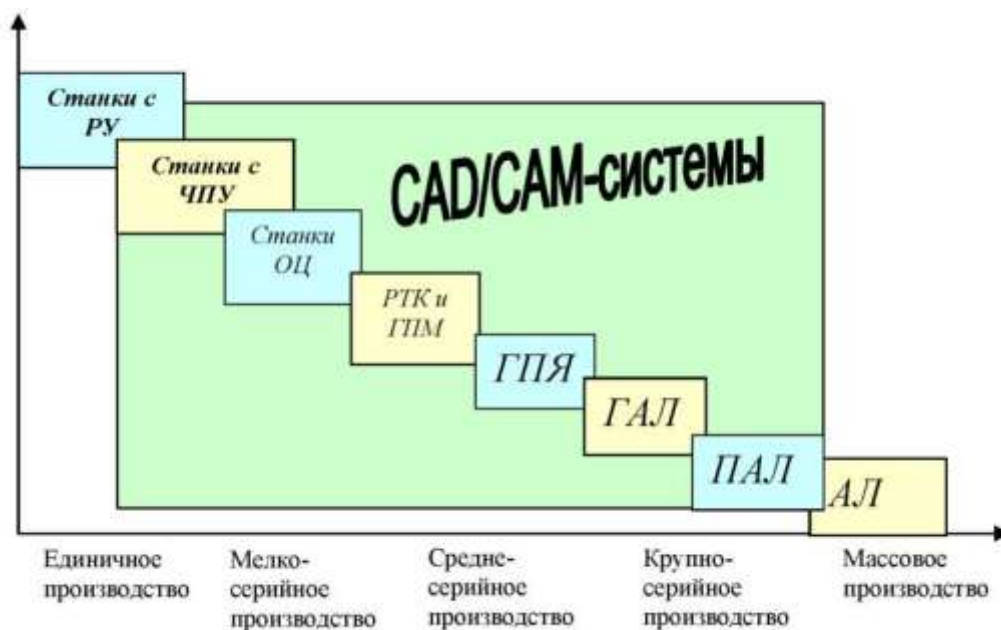 Станки с
РУ
Станки с
ЧПУ
CAD/CAM-системы
Станки
ОЦ
РТК и
ГПМ
ГПЯ
ГАЛ
ПАЛ
АЛ
Единичное
производство
Мелко-
серийное
производство
Средне-
серийное
производство
Крупно-
серийное
производство
Массовое
производство